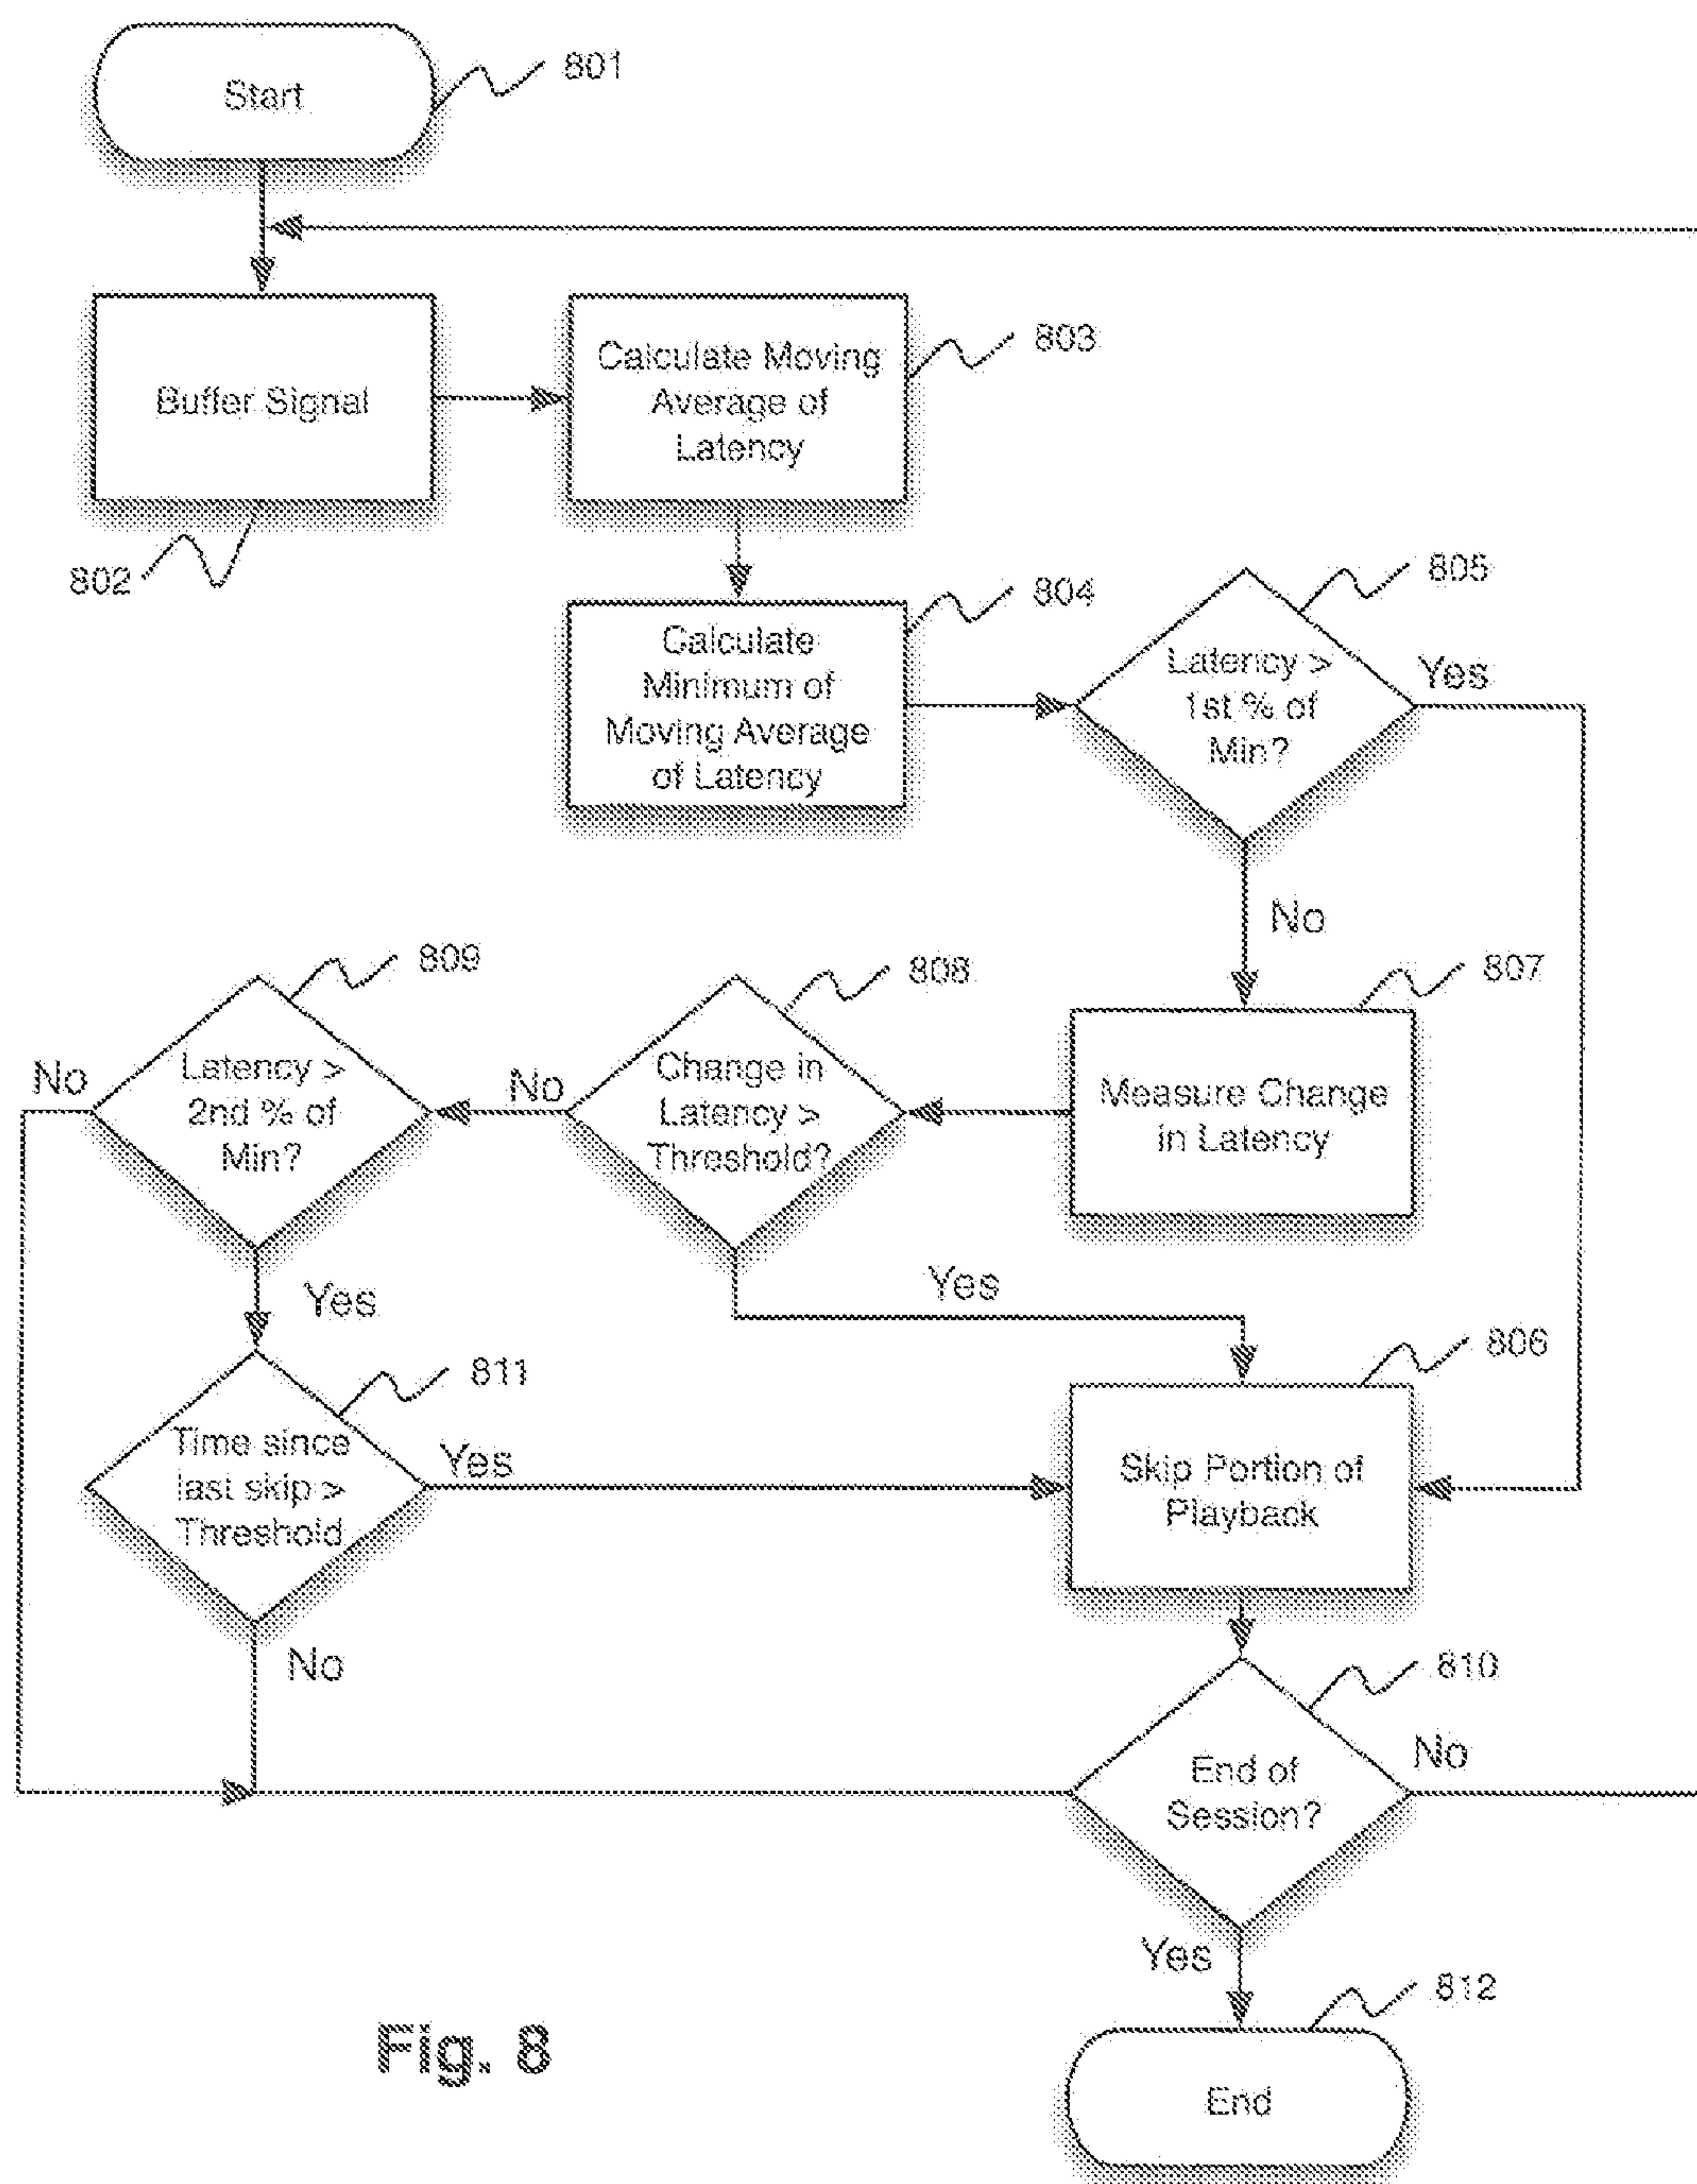 Start
801
Buffer Signal
802
Calculate Moving
Average of
Latency
803
Calculate
Minimum of
Moving Average
of Latency
804
Latency >
1st % of
Min?
805
Yes
No
Measure Change
in Latency
807
Change in
Latency >
Threshold?
808
No
Yes
Latency >
2nd % of
Min?
809
No
Yes
Time since
last skip >
Threshold
811
Yes
No
Skip Portion of
Playback
806
End of
Session?
810
No
Yes
End
812
Fig. 8